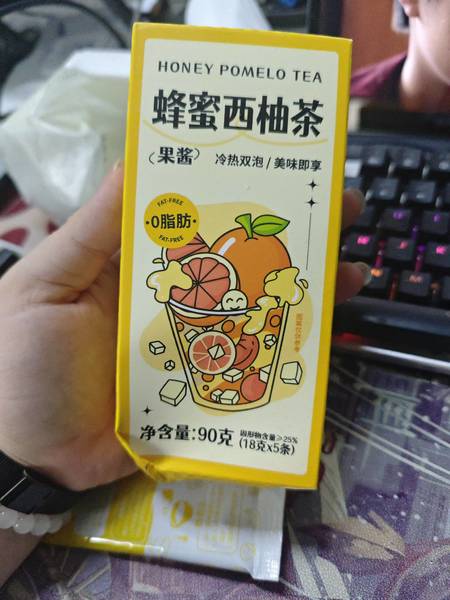 HONEY POMELO TEA
蜂蜜西柚茶
(果酱) 冷热双泡/美味即享
FAT-FREE
·0脂肪·
FAT-FREE
净含量:90克 固形物含量≥25%
(18克x5条)